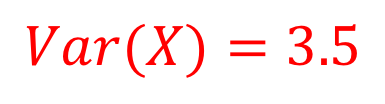 Var(X) = 3.5